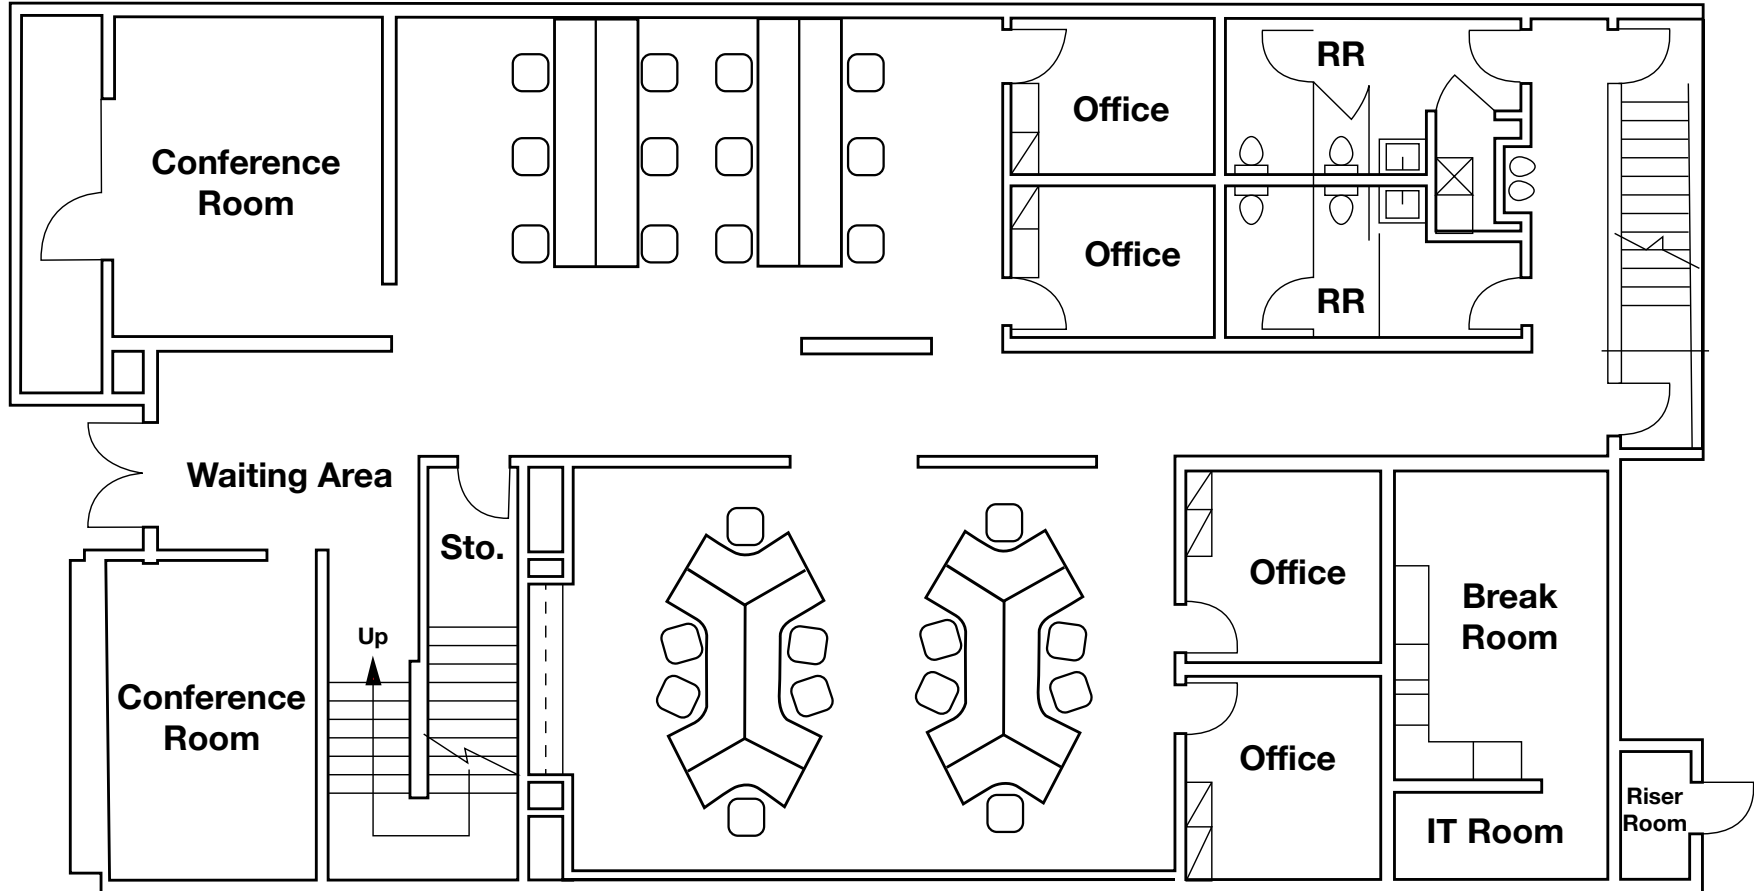 RR
Office
Conference
Room
Office
RR
Waiting Area
Sto.
Office
Break
Room
Up
Conference
Room
Office
Riser
Room
IT Room